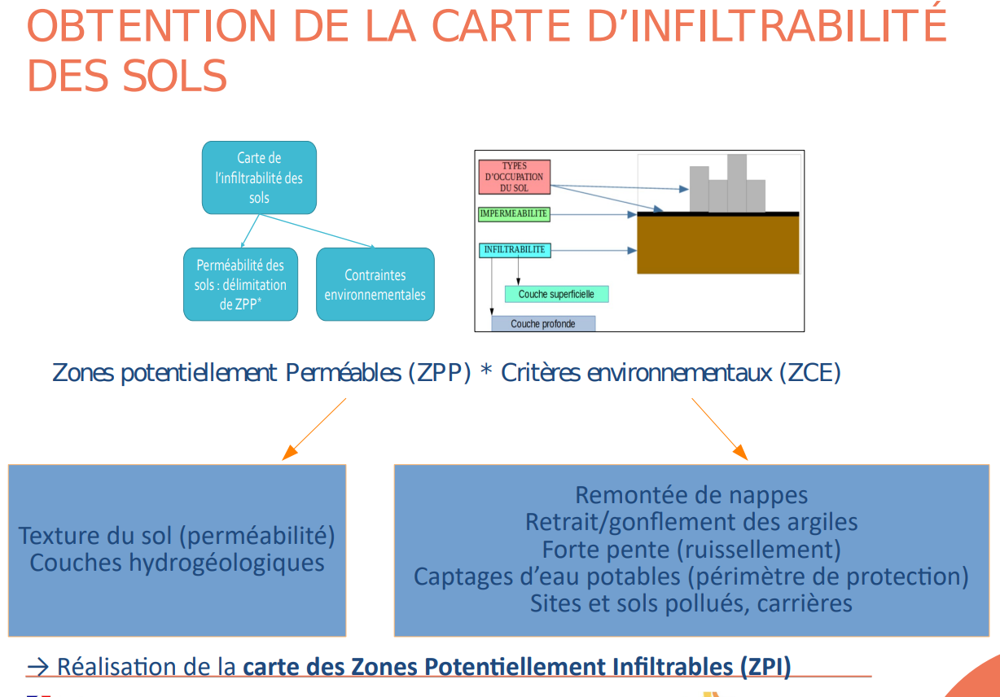 OBTENTION DE LA CARTE D'INFILTRABILITÉ
DES SOLS
Carte de
l'infiltrabilité des
sols
Perméabilité des
sols : délimitation
de ZPP*
Contraintes
environnementales
TYPES
D'OCCUPATION
DU SOL
IMPERMEABILITE
INFILTRABILITE
Couche superficielle
Couche profonde
Zones potentiellement Perméables (ZPP) * Critères environnementaux (ZCE)
Texture du sol (perméabilité)
Couches hydrogéologiques
Remontée de nappes
Retrait/gonflement des argiles
Forte pente (ruissellement)
Captages d'eau potables (périmètre de protection)
Sites et sols pollués, carrières
→ Réalisation de la carte des Zones Potentiellement Infiltrables (ZPI)